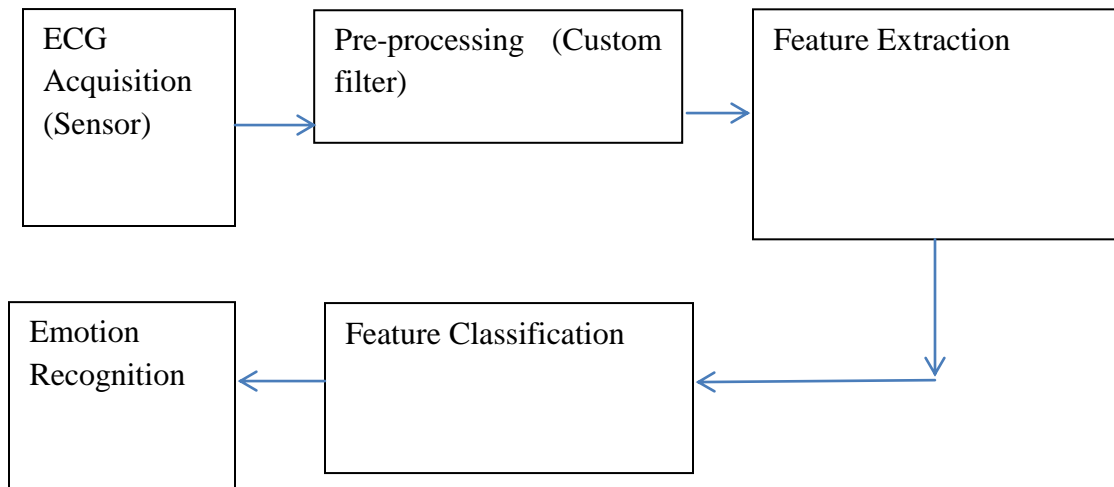 ECG
Acquisition
(Sensor)
Pre-processing (Custom
filter)
Feature Extraction
Feature Classification
Emotion
Recognition